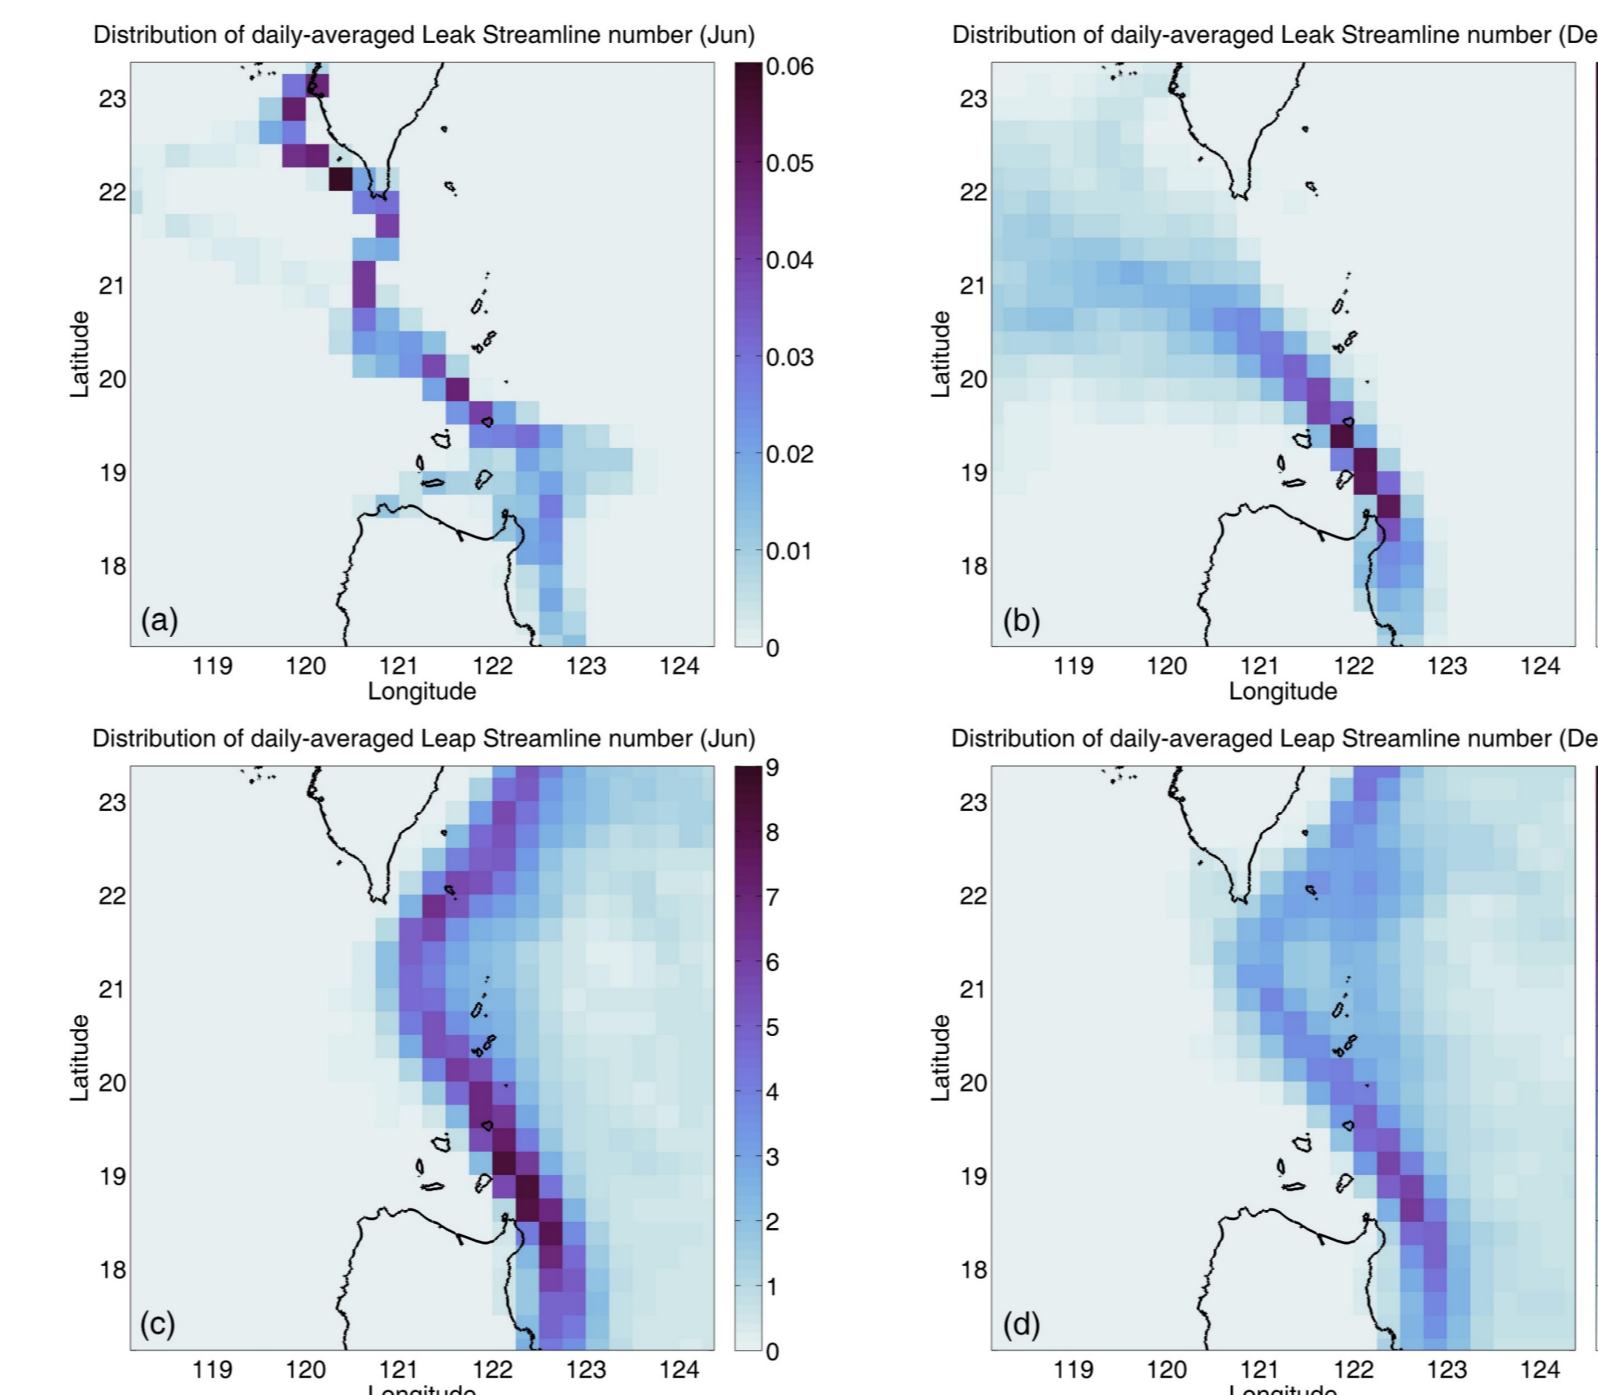 Distribution of daily-averaged Leak Streamline number (Jun)
23
22
21
20
19
18
Latitude
119 120 121 122 123 124
Longitude
(a)
0.06
0.05
0.04
0.03
0.02
0.01
0
Distribution of daily-averaged Leak Streamline number (De
23
22
21
20
19
18
Latitude
119 120 121 122 123 124
Longitude
(b)
Distribution of daily-averaged Leap Streamline number (Jun)
23
22
21
20
19
18
Latitude
119 120 121 122 123 124
Longitude
(c)
9
8
7
6
5
4
3
2
1
0
Distribution of daily-averaged Leap Streamline number (De
23
22
21
20
19
18
Latitude
119 120 121 122 123 124
Longitude
(d)